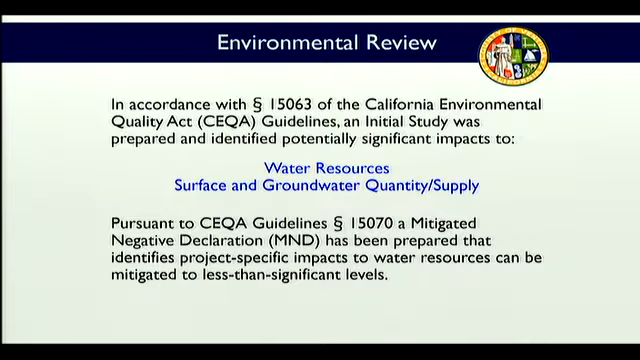 Environmental Review
In accordance with § 15063 of the California Environmental
Quality Act (CEQA) Guidelines, an Initial Study was
prepared and identified potentially significant impacts to:
Water Resources
Surface and Groundwater Quantity/Supply
Pursuant to CEQA Guidelines § 15070 a Mitigated
Negative Declaration (MND) has been prepared that
identifies project-specific impacts to water resources can be
mitigated to less-than-significant levels.